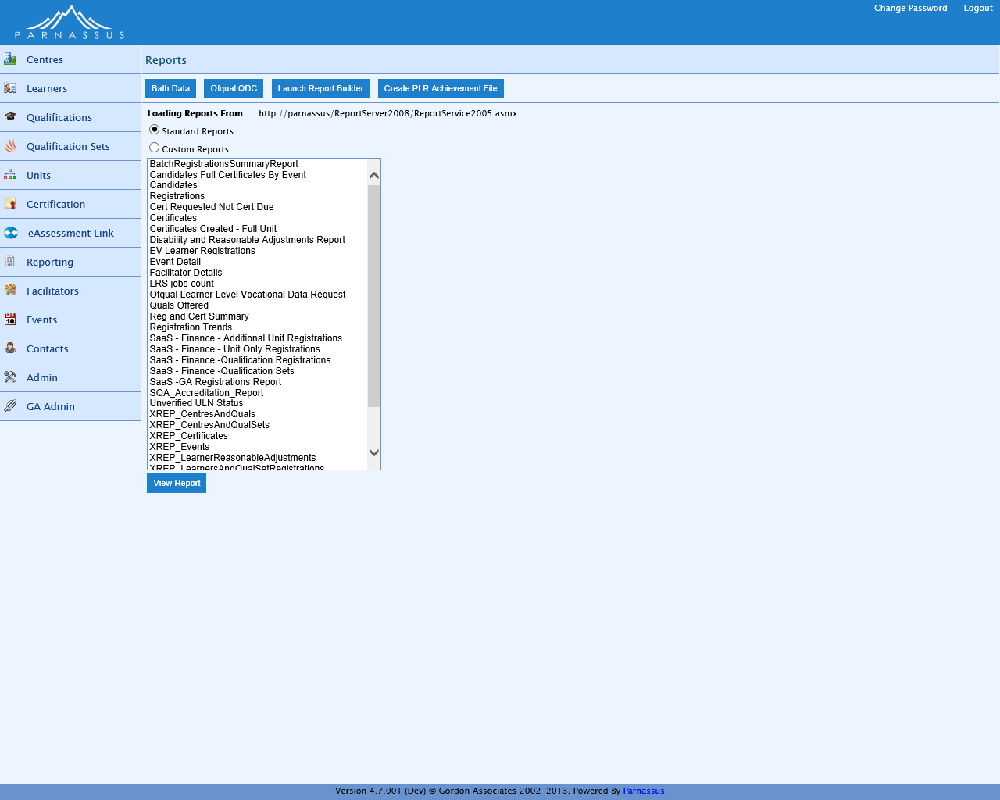 Change Password Logout
PARNASSUS
Centres
Learners
Qualifications
Qualification Sets
Units
Certification
eAssessment Link
Reporting
Facilitators
Events
10
Contacts
Admin
GA Admin
Reports
Bath Data Ofqual QDC Launch Report Builder Create PLR Achievement File
Loading Reports From http://parnassus/ReportServer2008/ReportService2005.asmx
Standard Reports
Custom Reports
BatchRegistrationsSummaryReport
Candidates Full Certificates By Event
Candidates
Registrations
Cert Requested Not Cert Due
Certificates
Certificates Created - Full Unit
Disability and Reasonable Adjustments Report
EV Learner Registrations
Event Detail
Facilitator Details
LRS jobs count
Ofqual Learner Level Vocational Data Request
Quals Offered
Reg and Cert Summary
Registration Trends
SaaS - Finance - Additional Unit Registrations
SaaS - Finance - Unit Only Registrations
SaaS - Finance -Qualification Registrations
SaaS - Finance -Qualification Sets
SaaS -GA Registrations Report
SQA_Accreditation_Report
Unverified ULN Status
XREP_CentresAndQuals
XREP_CentresAndQualSets
XREP_Certificates
XREP_Events
XREP_LearnerReasonableAdjustments
XREP_LearnersAndQualSetRegistrations
View Report
Version 4.7.001 (Dev) © Gordon Associates 2002-2013. Powered By Parnassus